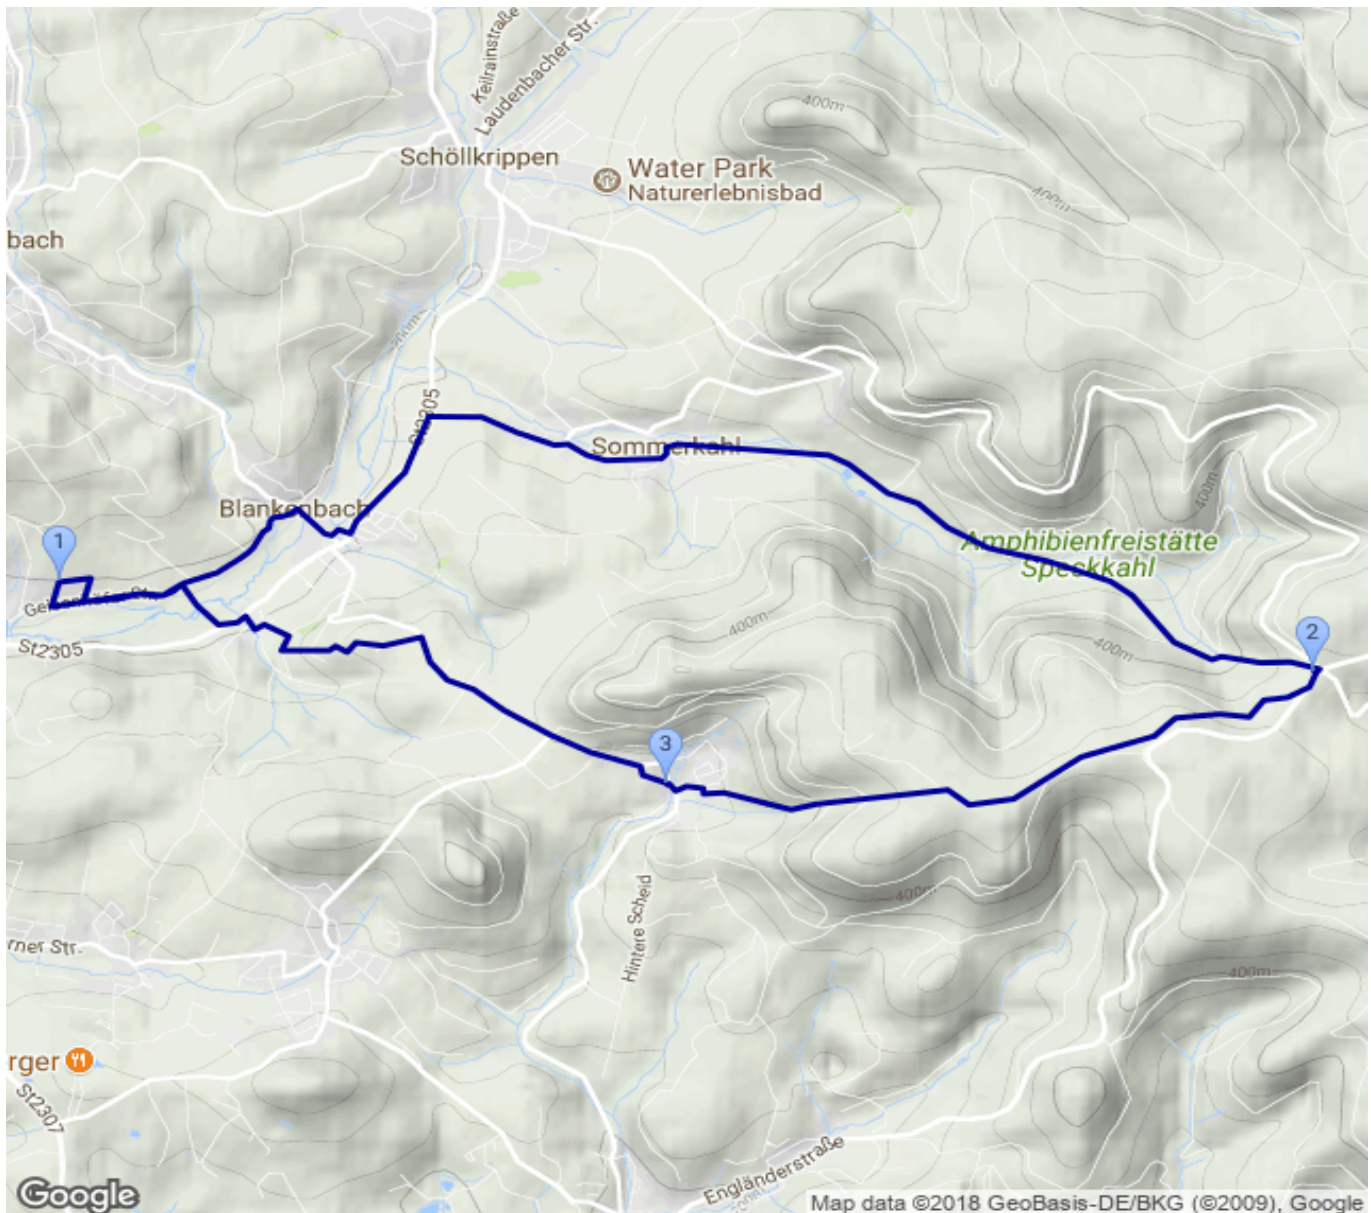 Keilrainstraße
Laudenbacher Str.
400m
Schöllkrippen
Water Park
Naturerlebnisbad
400m
bach
200m
St2305
Sommerkahl
400m
Blankenbach
1
Amphibienfreistätte
Speckkahl
St2305
400m
400m
2
3
400m
Hintere Scheid
rner Str.
400m
rger
St2307
Engländerstraße
Google
Map data ©2018 GeoBasis-DE/BKG (©2009), Google